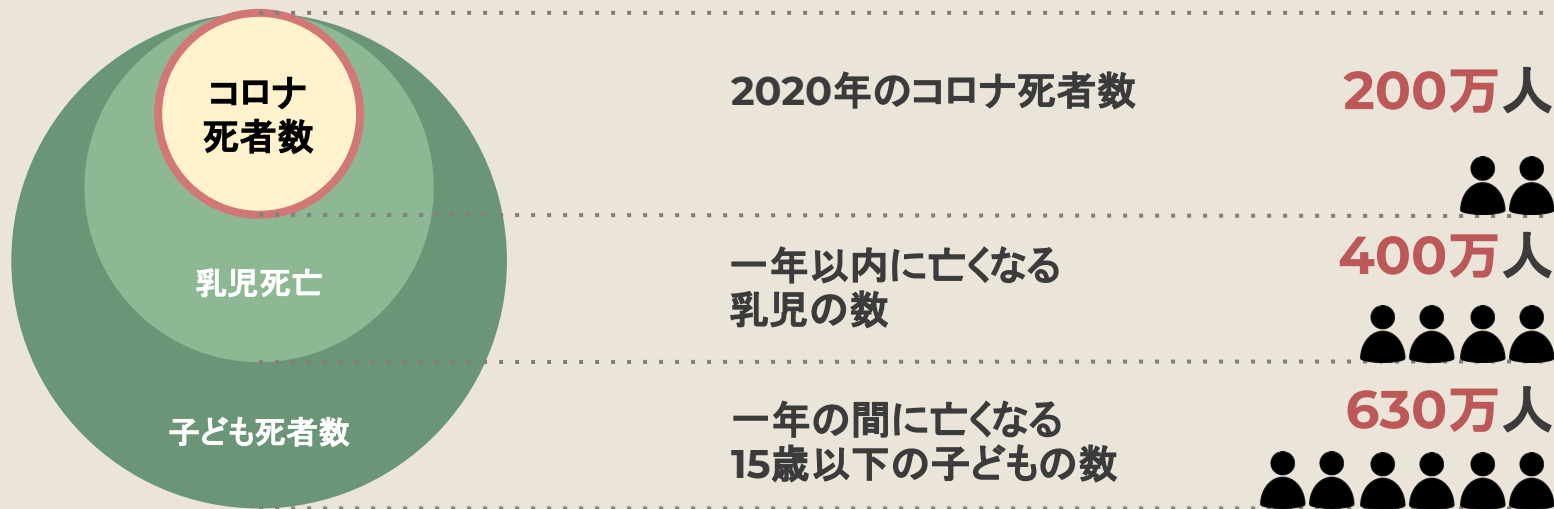 コロナ
死者数
乳児死亡
子ども死者数
2020年のコロナ死者数
200万人
一年以内に亡くなる
乳児の数
400万人
一年の間に亡くなる
15歳以下の子どもの数
630万人